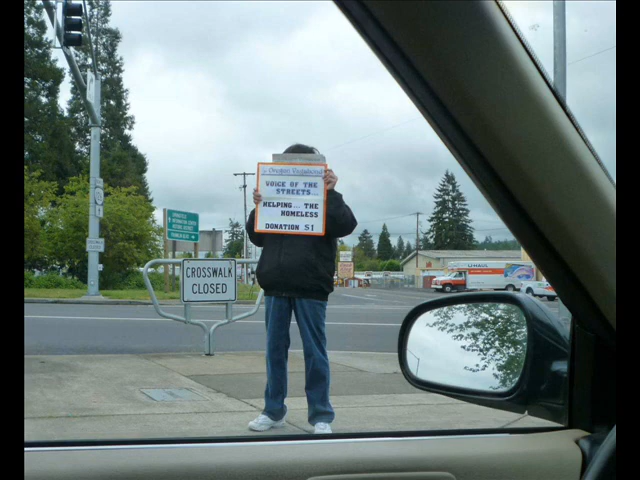 Oregon Vagabond
VOICE OF THE
STREETS...
HELPING... THE
HOMELESS
DONATION $1
CROSSWALK
CLOSED
U-HAUL